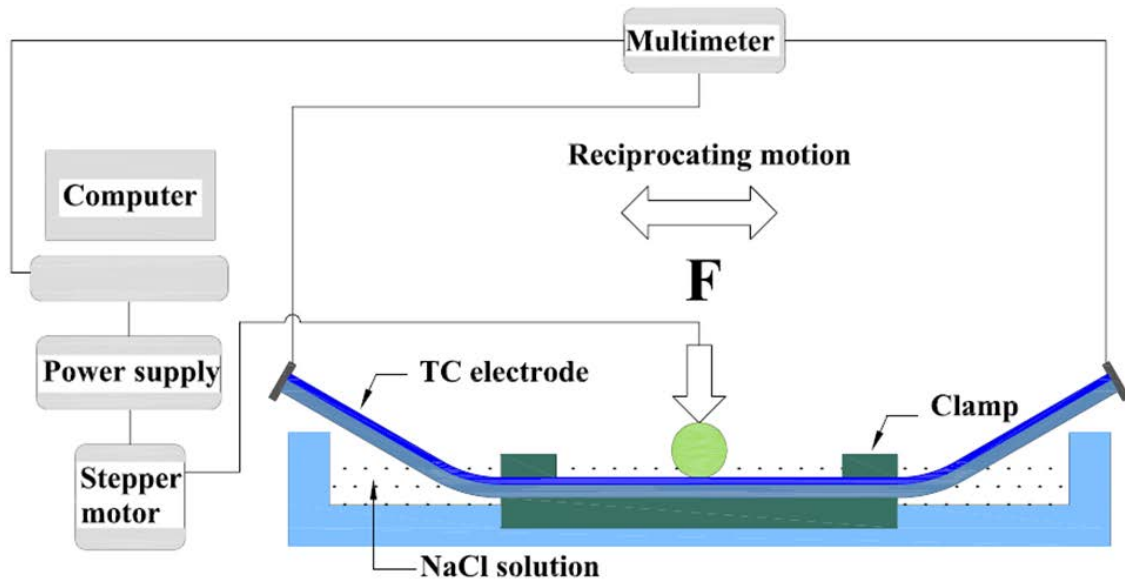 Multimeter
Reciprocating motion
Computer
F
Power supply
TC electrode
Clamp
Stepper
motor
NaCl solution